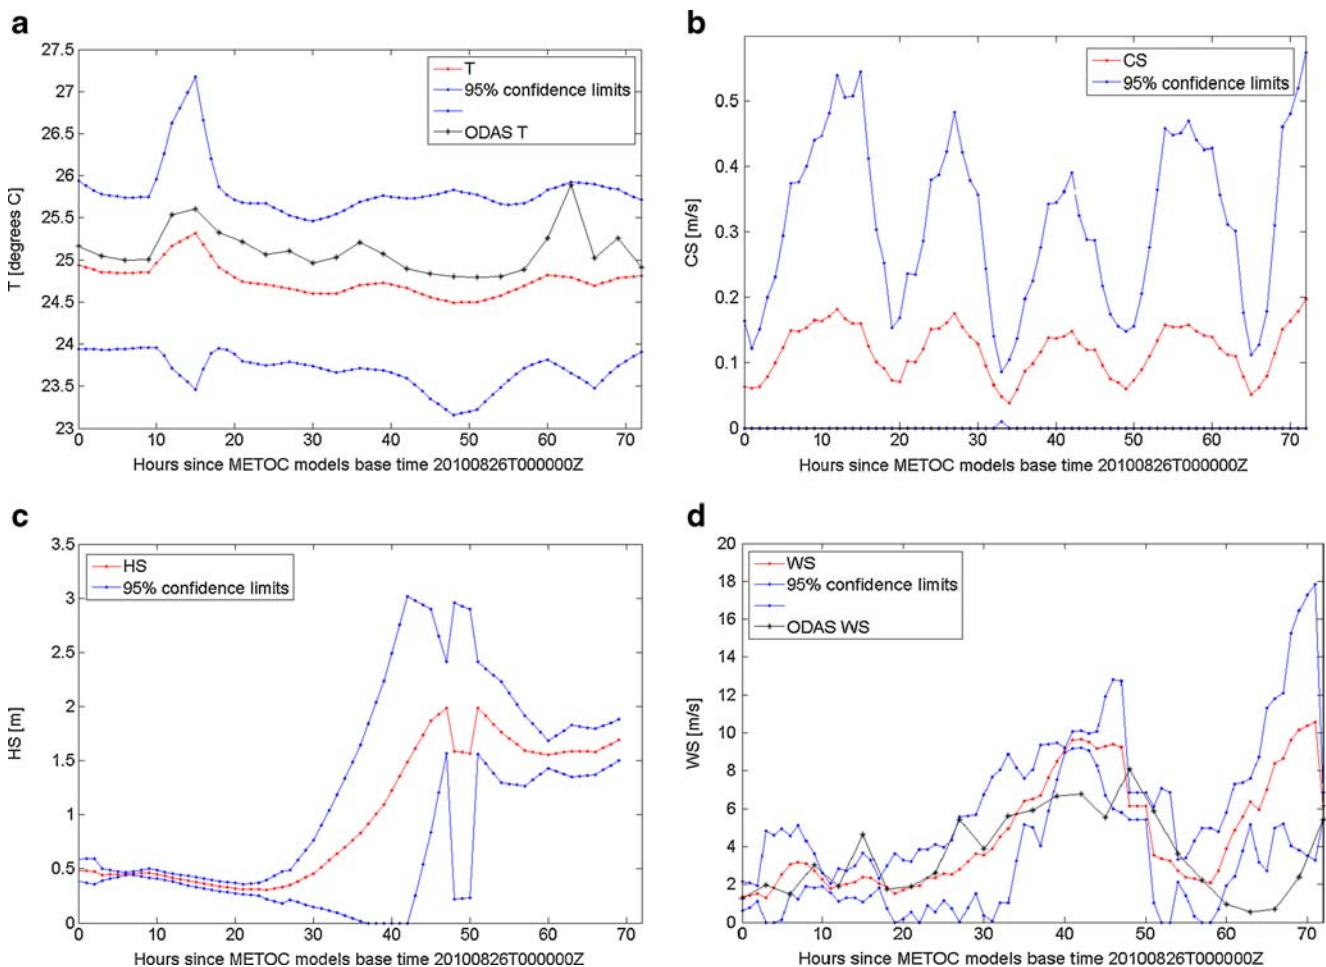 a
27.5
27
26.5
26
25.5
25
24.5
24
23.5
23
T [degrees C]
T
95% confidence limits
ODAS T
0 10 20 30 40 50 60 70
Hours since METOC models base time 20100826T000000Z
b
0.5
0.4
0.3
0.2
0.1
0
CS [m/s]
CS
95% confidence limits
0 10 20 30 40 50 60 70
Hours since METOC models base time 20100826T000000Z
c
3.5
3
2.5
2
1.5
1
0.5
0
HS [m]
HS
95% confidence limits
0 10 20 30 40 50 60 70
Hours since METOC models base time 20100826T000000Z
d
20
18
16
14
12
10
8
6
4
2
0
WS [m/s]
WS
95% confidence limits
ODAS WS
0 10 20 30 40 50 60 70
Hours since METOC models base time 20100826T000000Z